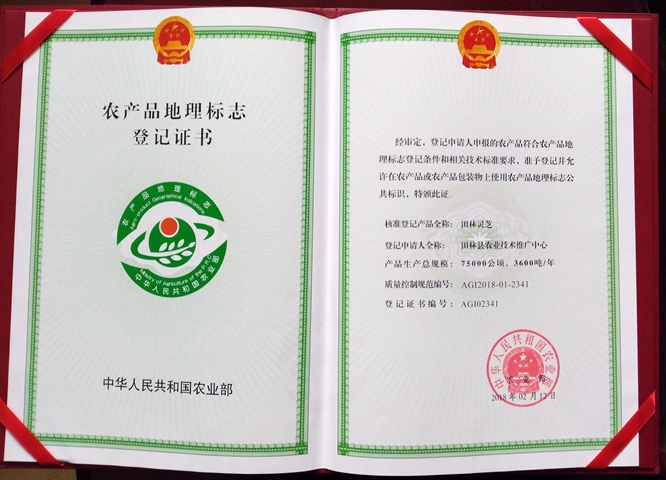 农产品地理标志
登记证书
农产品地理标志
Agro-product Geographical Indications
Ministry of Agriculture of the P.R.C.
中华人民共和国农业部
中华人民共和国农业部
经审定，登记申请人申报的农产品符合农产品地
理标志登记条件和相关技术标准要求，准予登记并允
许在农产品或农产品包装物上使用农产品地理标志公
共标识，特颁此证。
核准登记产品全称： 田林灵芝
登记申请人全称： 田林县农业技术推广中心
产品生产总规模： 75000公顷，3600吨/年
质量控制规范编号： AGI2018-01-2341
登记证书编号： AGI02341
中华人民共和国农业部
2018年02月12日